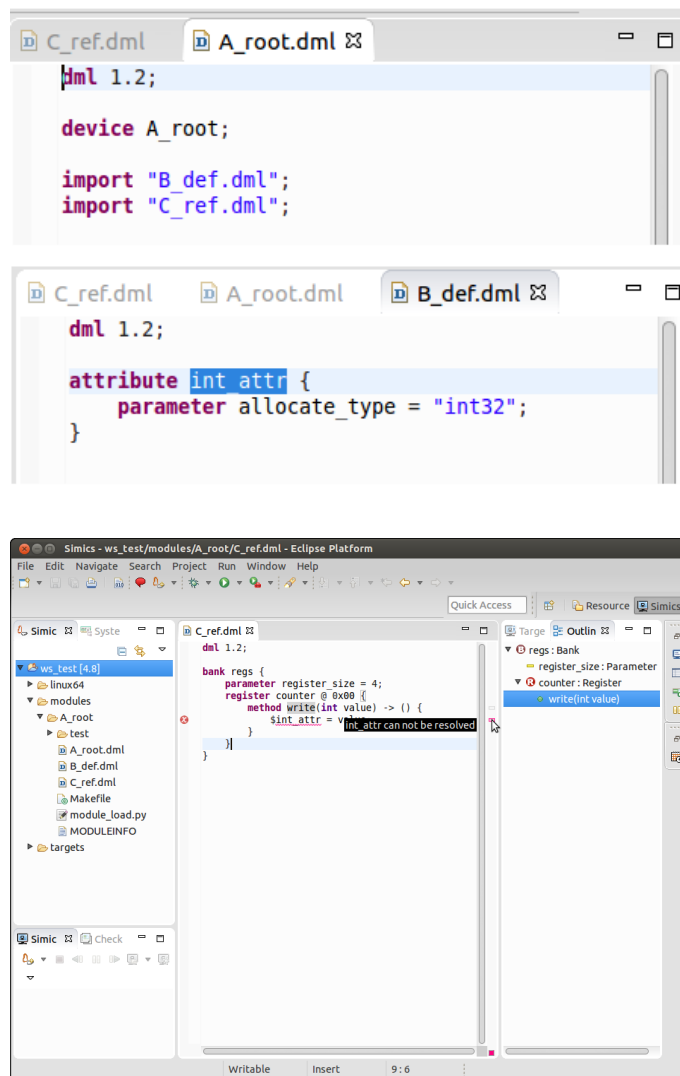 C_ref.dml A_root.dml
dml 1.2;
device A_root;
import "B_def.dml";
import "C_ref.dml";
C_ref.dml A_root.dml B_def.dml
dml 1.2;
attribute int_attr {
parameter allocate_type = "int32";
}
Simics - ws_test/modules/A_root/C_ref.dml - Eclipse Platform
File Edit Navigate Search Project Run Window Help
Quick Access Resource Simics
Simic Syste
ws_test [4.8]
linux64
modules
A_root
test
A_root.dml
B_def.dml
C_ref.dml
Makefile
module_load.py
MODULEINFO
targets
Simic Check
C_ref.dml
dml 1.2;
bank regs {
parameter register_size = 4;
register counter @ 0x00 {
method write(int value) -> () {
$int_attr = v
int_attr can not be resolved
}
}
}
Targe Outlin
regs : Bank
register_size : Parameter
counter : Register
write(int value)
Writable Insert 9 : 6